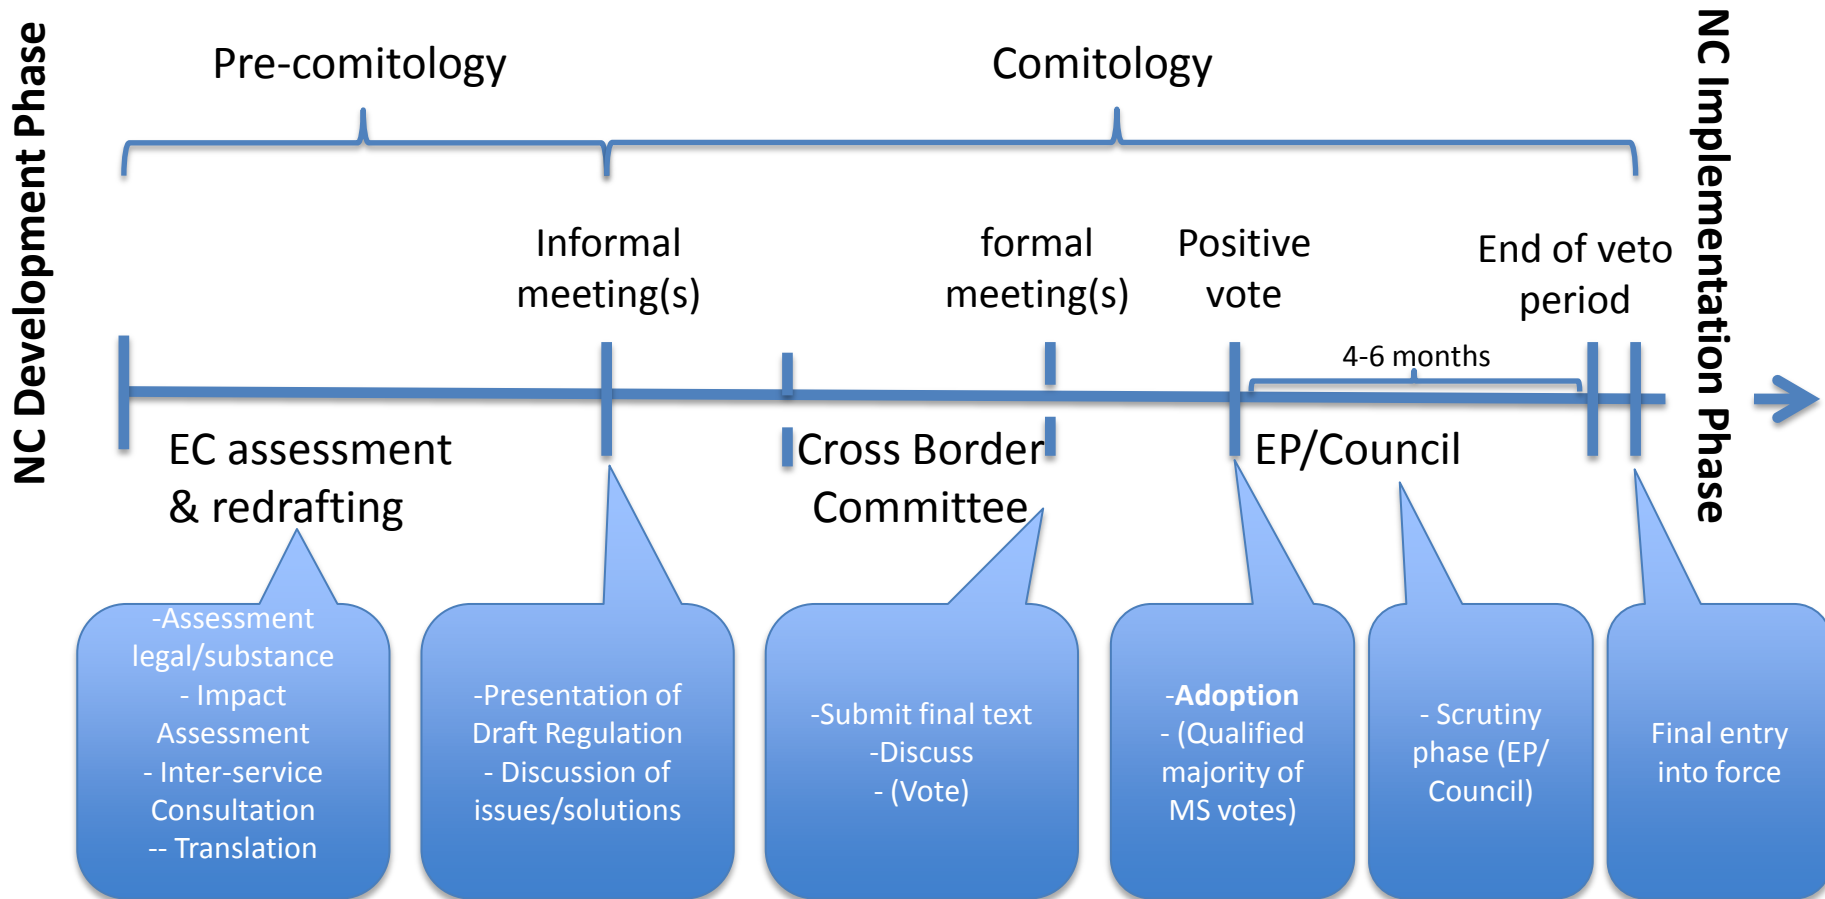 NC Development Phase
Pre-comitology
Comitology
NC Implementation Phase
Informal
meeting(s)
formal
meeting(s)
Positive
vote
End of veto
period
4-6 months
EC assessment
& redrafting
Cross Border
Committee
EP/Council
-Assessment
legal/substance
- Impact
Assessment
- Inter-service
Consultation
-- Translation
-Presentation of
Draft Regulation
- Discussion of
issues/solutions
-Submit final text
-Discuss
- (Vote)
-Adoption
- (Qualified
majority of
MS votes)
- Scrutiny
phase (EP/
Council)
Final entry
into force